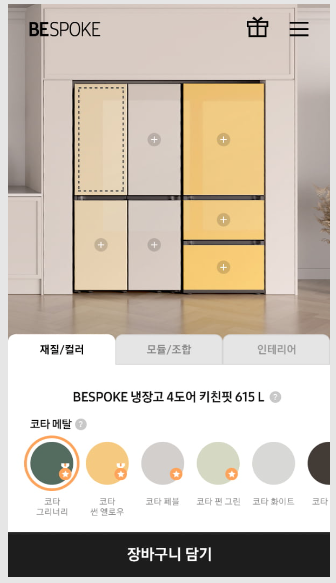 BESPOKE
재질/컬러
모듈/조합
인테리어
BESPOKE 냉장고 4도어 키친핏 615 L ?
코타 메탈 ?
코타
그리너리
코타
썬 옐로우
코타 페블
코타 펀 그린
코타 화이트
코타
장바구니 담기